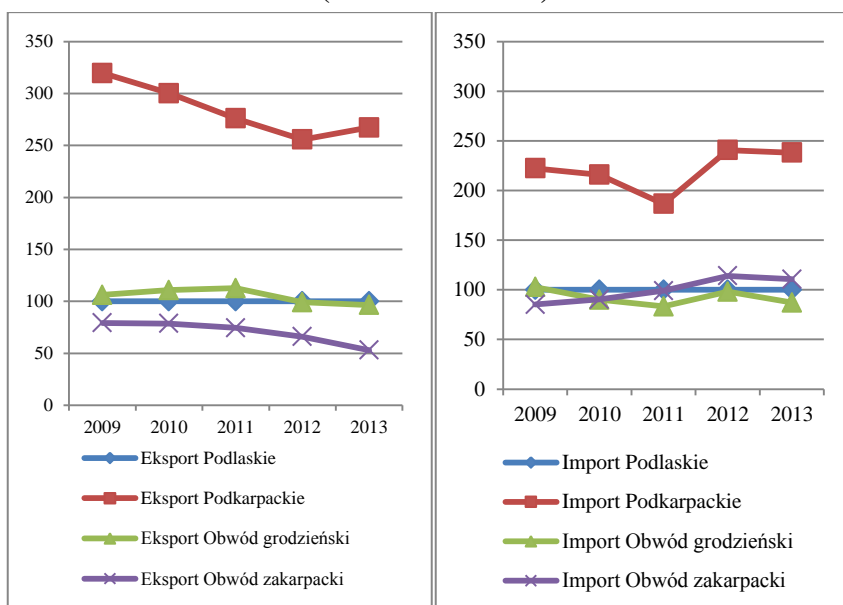 350
300
250
200
150
100
50
0
2009 2010 2011 2012 2013
Eksport Podlaskie
Eksport Podkarpackie
Eksport Obwód grodzieński
Eksport Obwód zakarpacki
350
300
250
200
150
100
50
0
2009 2010 2011 2012 2013
Import Podlaskie
Import Podkarpackie
Import Obwód grodzieński
Import Obwód zakarpacki